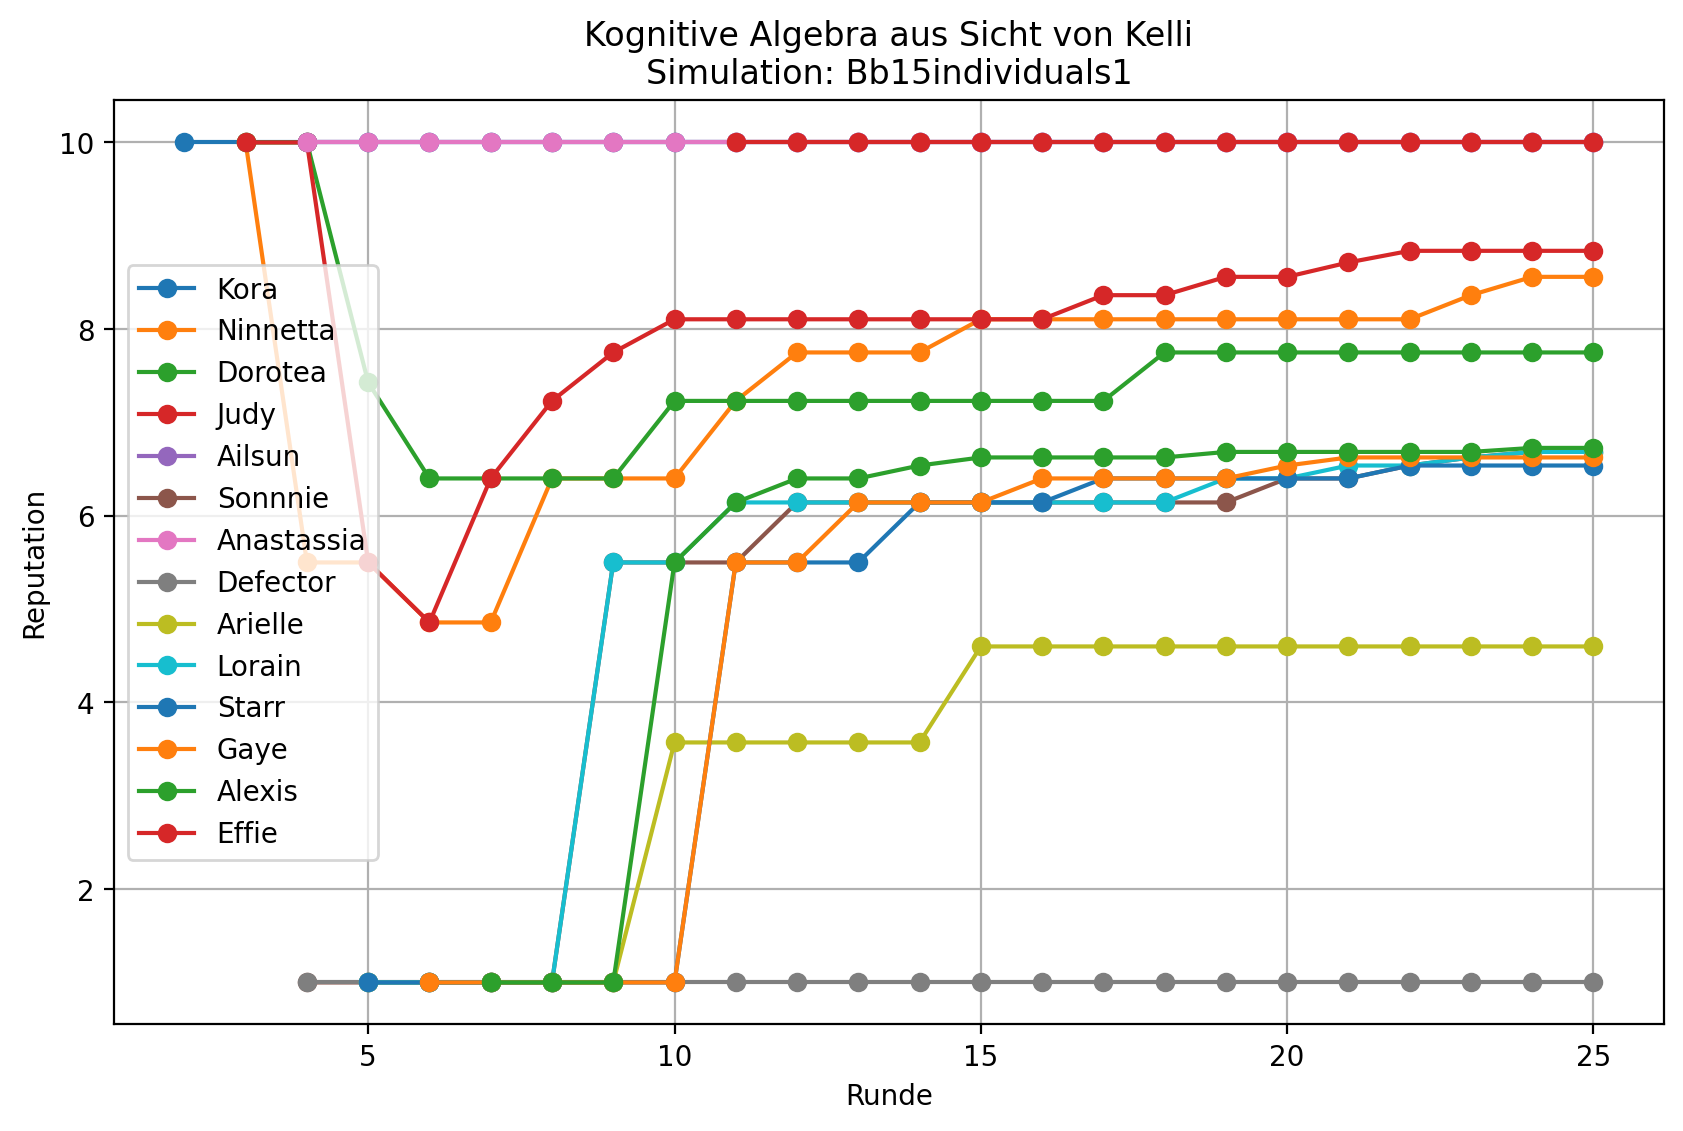 Kognitive Algebra aus Sicht von Kelli
Simulation: Bb15individuals1
Reputation
10
8
6
4
2
Kora
Ninnetta
Dorotea
Judy
Ailsun
Sonnnie
Anastassia
Defector
Arielle
Lorain
Starr
Gaye
Alexis
Effie
5
10
15
20
25
Runde